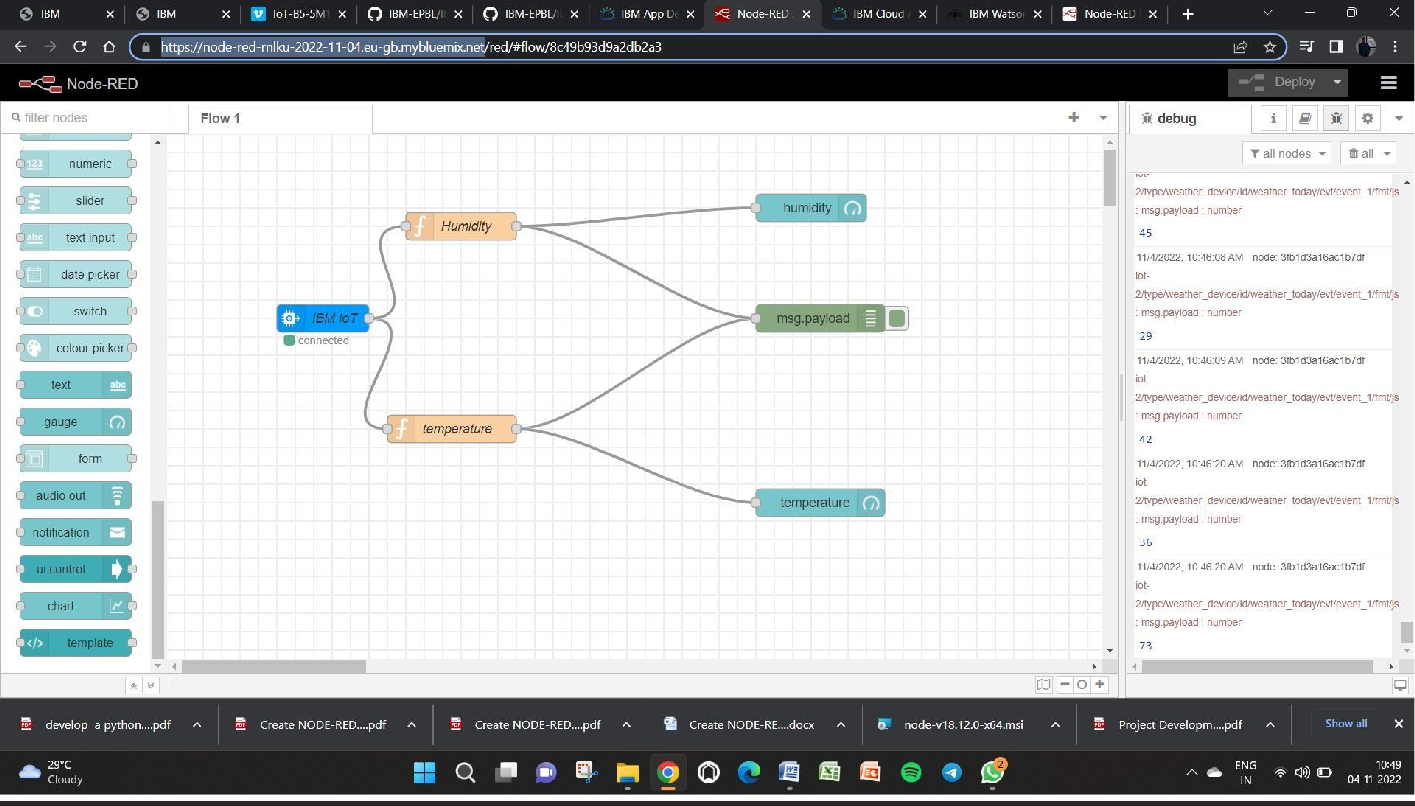 IBM
IBM
IoT-B5-5M1
IBM-EPBL/I
IBM-EPBL/I
IBM App De
Node-RED :
IBM Cloud A
IBM Watso
Node-RED
https://node-red-rnlku-2022-11-04.eu-gb.mybluemix.net/red/#flow/8c49b93d9a2db2a3
Node-RED
Deploy
filter nodes
Flow 1
debug
i
all nodes
all
123 numeric
slider
abc text input
date picker
switch
colour picker
text abc
gauge
form
audio out
notification
ui control
chart
</> template
Humidity
humidity
IBM IoT
connected
msg.payload
temperature
temperature
iot-
2/type/weather_device/id/weather_today/evt/event_1/fmt/js
: msg.payload : number
45
11/4/2022, 10:46:08 AM node: 3fb1d3a16ac1b7df
iot-
2/type/weather_device/id/weather_today/evt/event_1/fmt/js
: msg.payload : number
29
11/4/2022, 10:46:09 AM node: 3fb1d3a16ac1b7df
iot-
2/type/weather_device/id/weather_today/evt/event_1/fmt/js
: msg.payload : number
42
11/4/2022, 10:46:20 AM node: 3fb1d3a16ac1b7df
iot-
2/type/weather_device/id/weather_today/evt/event_1/fmt/js
: msg.payload : number
36
11/4/2022, 10:46:20 AM node: 3fb1d3a16ac1b7df
iot-
2/type/weather_device/id/weather_today/evt/event_1/fmt/js
: msg.payload : number
73
develop a python....pdf
Create NODE-RED....pdf
Create NODE-RED....pdf
Create NODE-RE....docx
node-v18.12.0-x64.msi
Project Developm....pdf
Show all
29°C
Cloudy
2
ENG
IN
10:49
04-11-2022